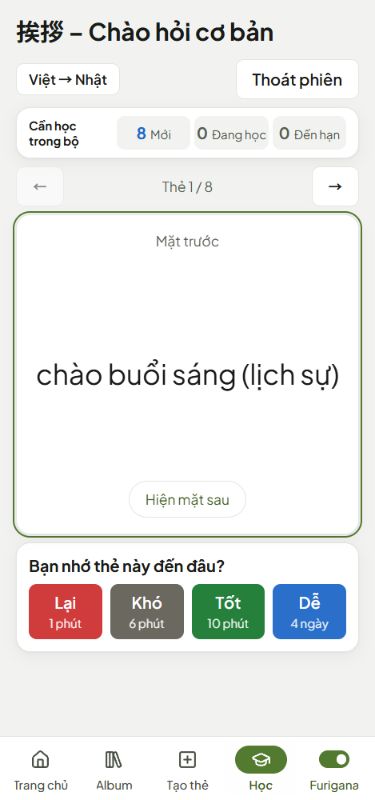 挨拶 – Chào hỏi cơ bản
Việt → Nhật
Thoát phiên
Cần học
trong bộ
8 Mới
0 Đang học
0 Đến hạn
←
Thẻ 1 / 8
→
Mặt trước
chào buổi sáng (lịch sự)
Hiện mặt sau
Bạn nhớ thẻ này đến đâu?
Lại
1 phút
Khó
6 phút
Tốt
10 phút
Dễ
4 ngày
Trang chủ
Album
Tạo thẻ
Học
Furigana